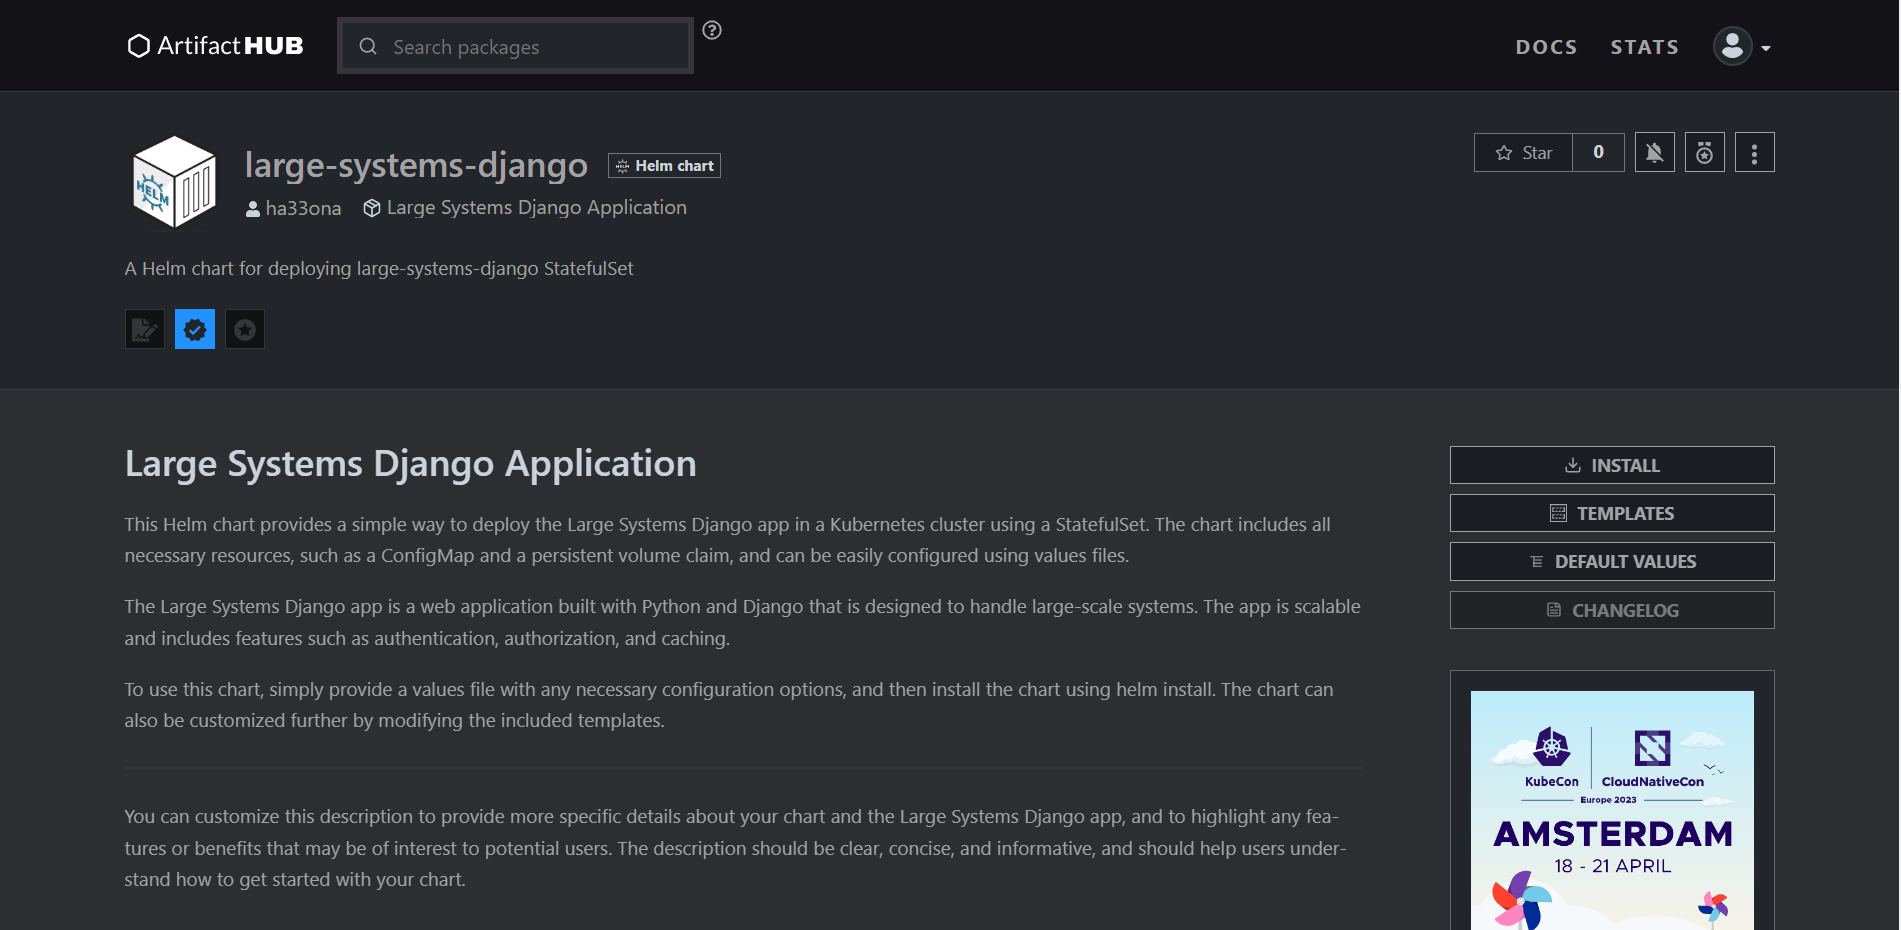 ArtifactHUB
Search packages
DOCS
STATS
large-systems-django
HELM
Helm chart
HELM
ha33ona
Large Systems Django Application
Star
0
A Helm chart for deploying large-systems-django StatefulSet
Large Systems Django Application
This Helm chart provides a simple way to deploy the Large Systems Django app in a Kubernetes cluster using a StatefulSet. The chart includes all
necessary resources, such as a ConfigMap and a persistent volume claim, and can be easily configured using values files.
The Large Systems Django app is a web application built with Python and Django that is designed to handle large-scale systems. The app is scalable
and includes features such as authentication, authorization, and caching.
To use this chart, simply provide a values file with any necessary configuration options, and then install the chart using helm install. The chart can
also be customized further by modifying the included templates.
You can customize this description to provide more specific details about your chart and the Large Systems Django app, and to highlight any fea-
tures or benefits that may be of interest to potential users. The description should be clear, concise, and informative, and should help users under-
stand how to get started with your chart.
INSTALL
TEMPLATES
DEFAULT VALUES
CHANGELOG
KubeCon
CloudNativeCon
Europe 2023
AMSTERDAM
18 - 21 APRIL